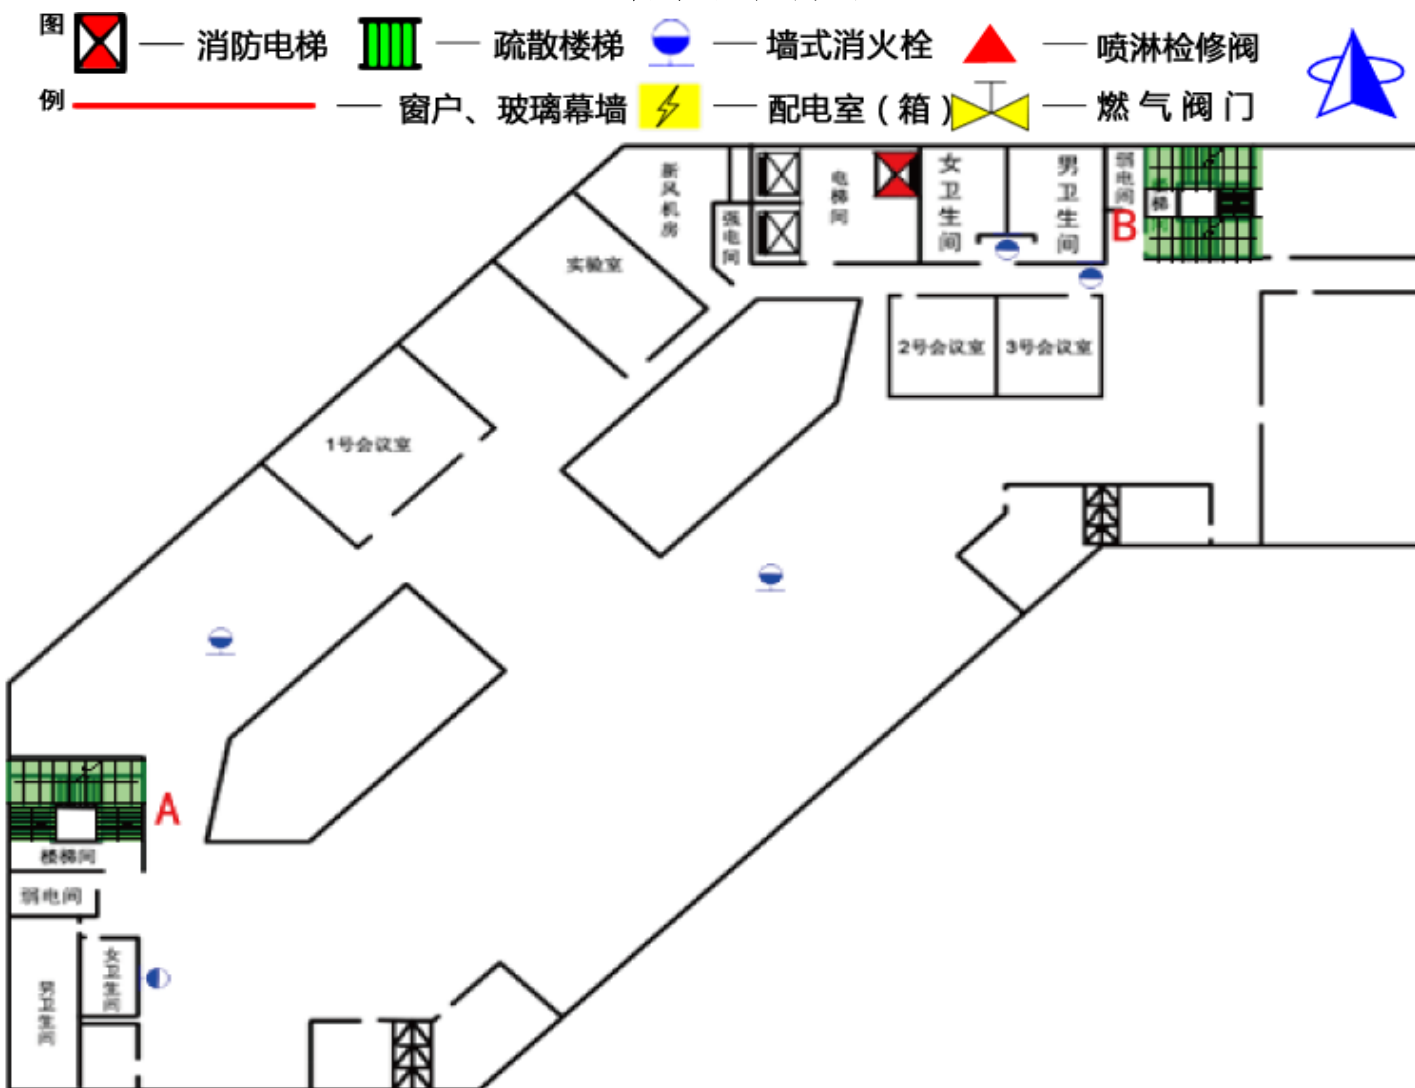 图
消防电梯
疏散楼梯
墙式消火栓
喷淋检修阀
例
窗户、玻璃幕墙
配电室（箱）
燃气阀门
新风机房
强电间
电梯间
女卫生间
男卫生间
弱电间
梯
B
实验室
2号会议室
3号会议室
1号会议室
A
楼梯间
弱电间
女卫生间
男卫生间